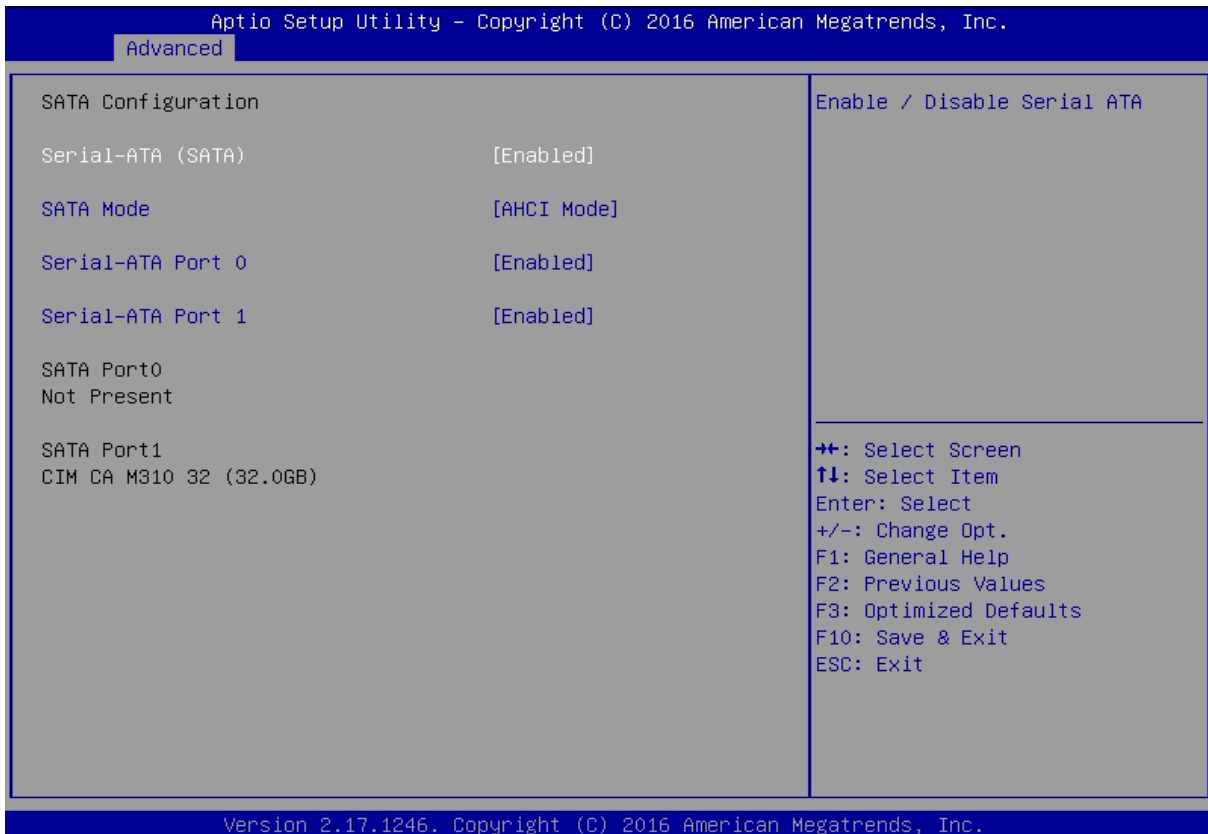 Aptio Setup Utility – Copyright (C) 2016 American Megatrends, Inc.
Advanced
SATA Configuration
Serial-ATA (SATA) [Enabled]
SATA Mode [AHCI Mode]
Serial-ATA Port 0 [Enabled]
Serial-ATA Port 1 [Enabled]
SATA Port0
Not Present
SATA Port1
CIM CA M310 32 (32.0GB)
Enable / Disable Serial ATA
→←: Select Screen
↑↓: Select Item
Enter: Select
+/-: Change Opt.
F1: General Help
F2: Previous Values
F3: Optimized Defaults
F10: Save & Exit
ESC: Exit
Version 2.17.1246. Copyright (C) 2016 American Megatrends, Inc.